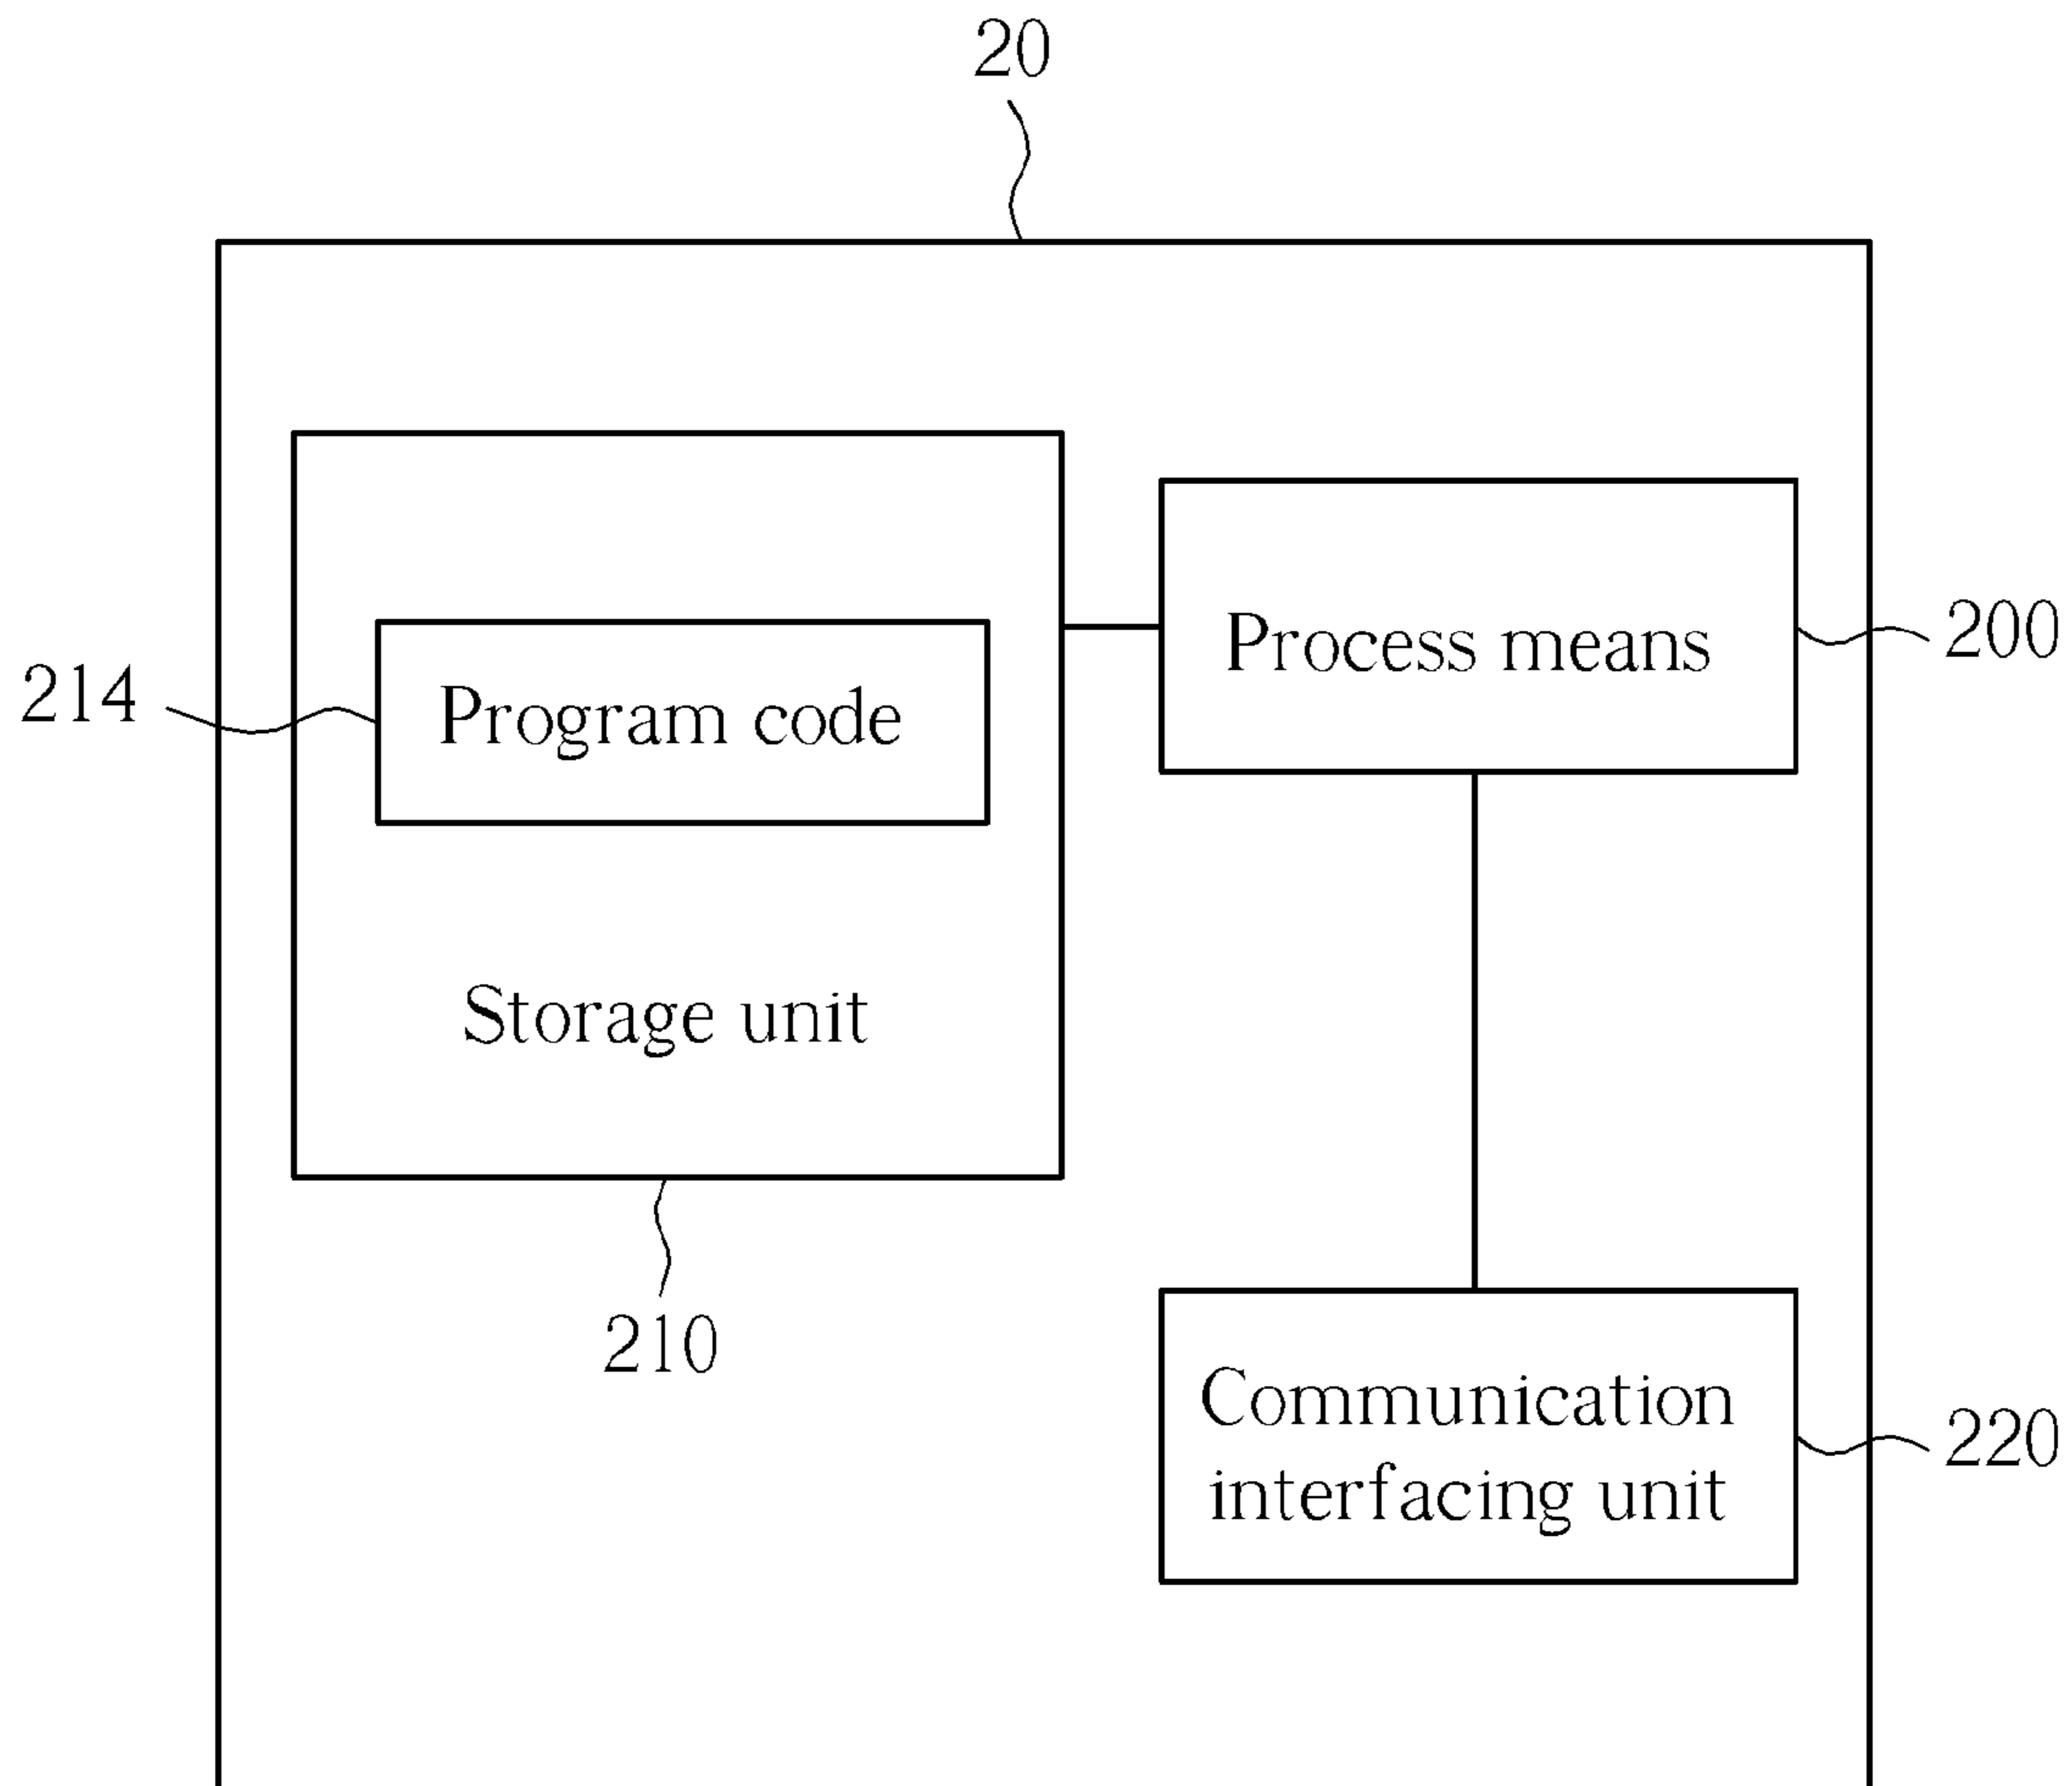 20
Process means
200
214
Program code
Storage unit
210
Communication
interfacing unit
220